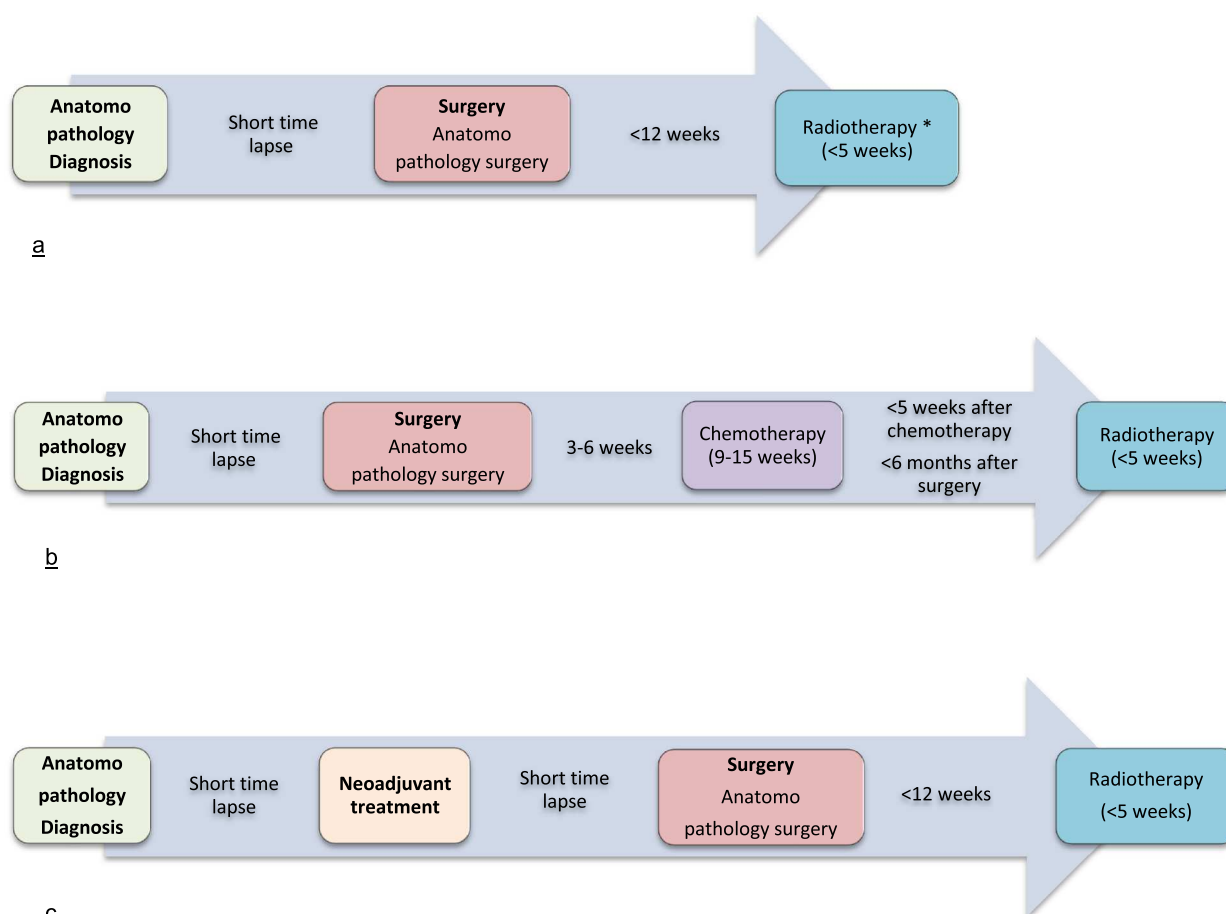 Anatomo
pathology
Diagnosis
Short time
lapse
Surgery
Anatomo
pathology surgery
<12 weeks
Radiotherapy *
(<5 weeks)
a
Anatomo
pathology
Diagnosis
Short time
lapse
Surgery
Anatomo
pathology surgery
3-6 weeks
Chemotherapy
(9-15 weeks)
<5 weeks after
chemotherapy
<6 months after
surgery
Radiotherapy
(<5 weeks)
b
Anatomo
pathology
Diagnosis
Short time
lapse
Neoadjuvant
treatment
Short time
lapse
Surgery
Anatomo
pathology surgery
<12 weeks
Radiotherapy
(<5 weeks)
c